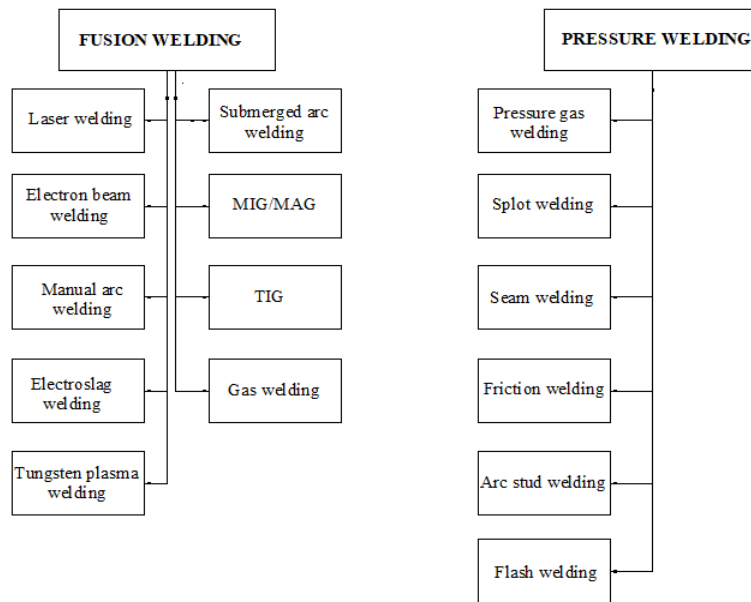 FUSION WELDING
PRESSURE WELDING
Laser welding
Submerged arc
welding
Pressure gas
welding
Electron beam
welding
MIG/MAG
Splot welding
Manual arc
welding
TIG
Seam welding
Electroslag
welding
Gas welding
Friction welding
Tungsten plasma
welding
Arc stud welding
Flash welding